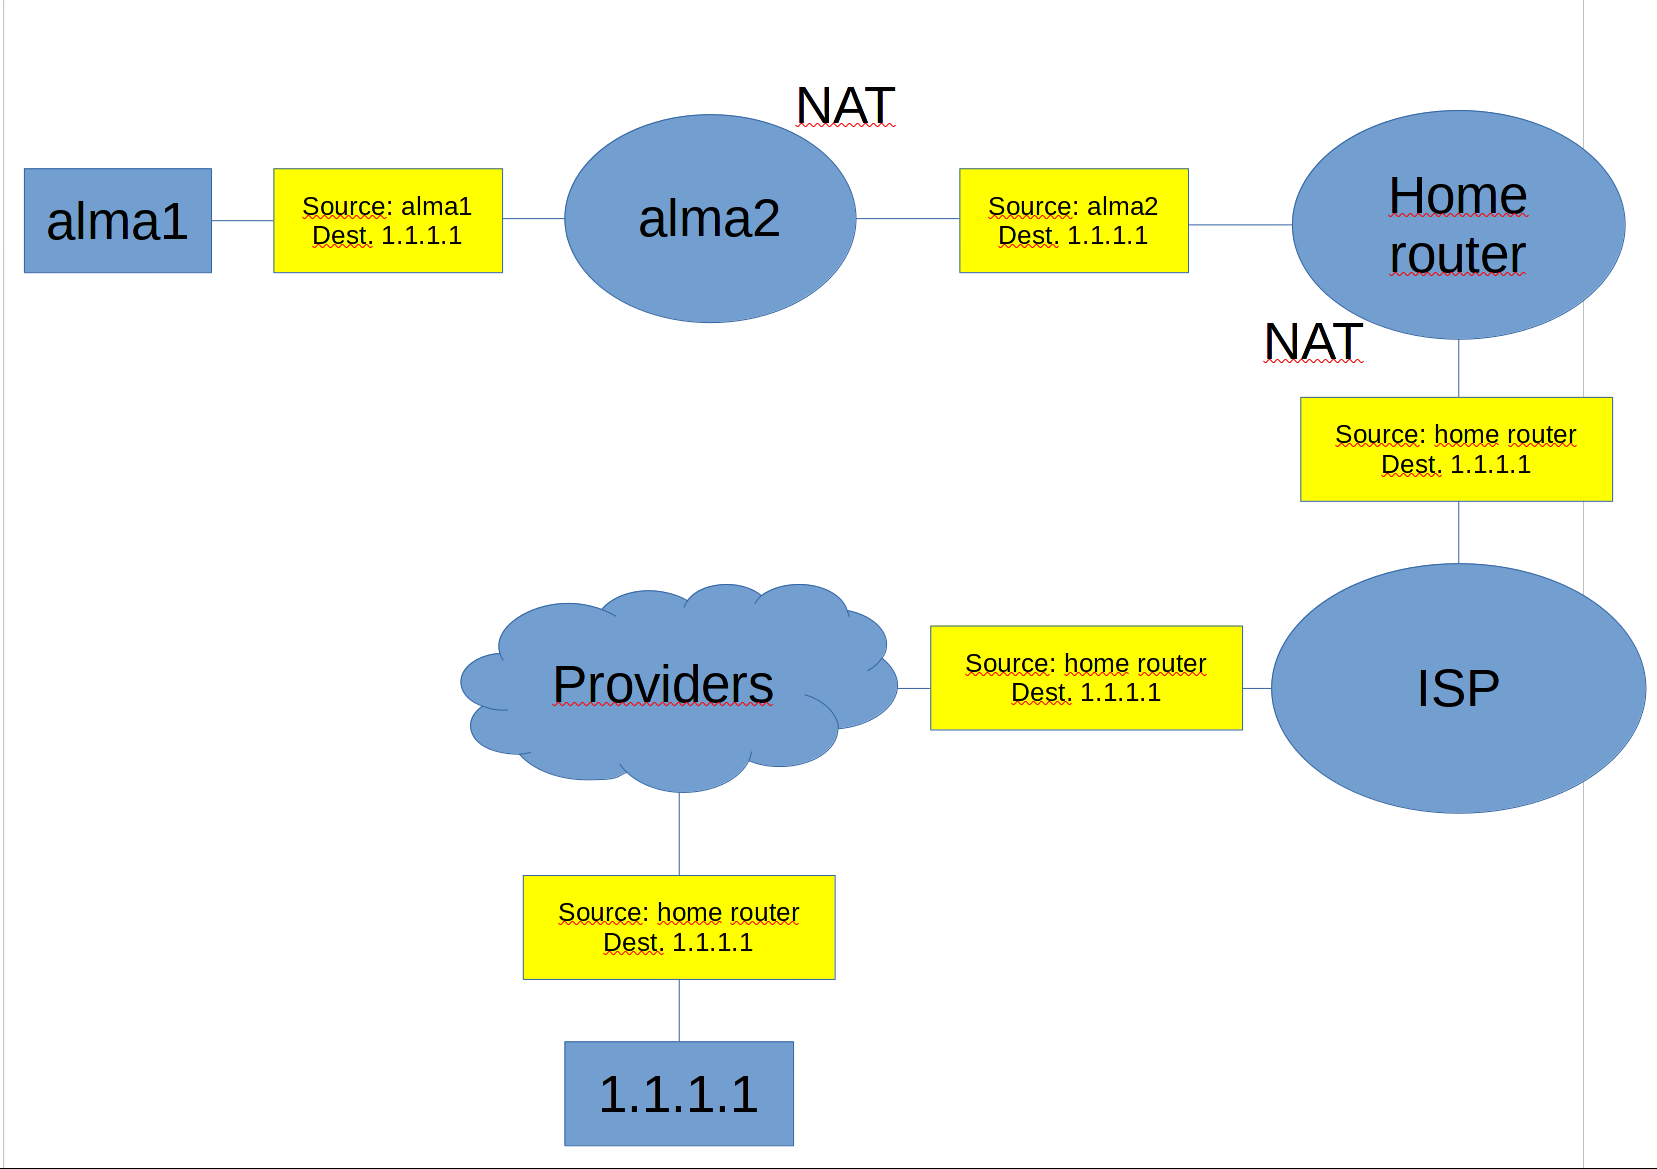 NAT
alma1
Source: alma1
Dest. 1.1.1.1
alma2
Source: alma2
Dest. 1.1.1.1
Home
router
NAT
Source: home router
Dest. 1.1.1.1
ISP
Source: home router
Dest. 1.1.1.1
Providers
Source: home router
Dest. 1.1.1.1
1.1.1.1